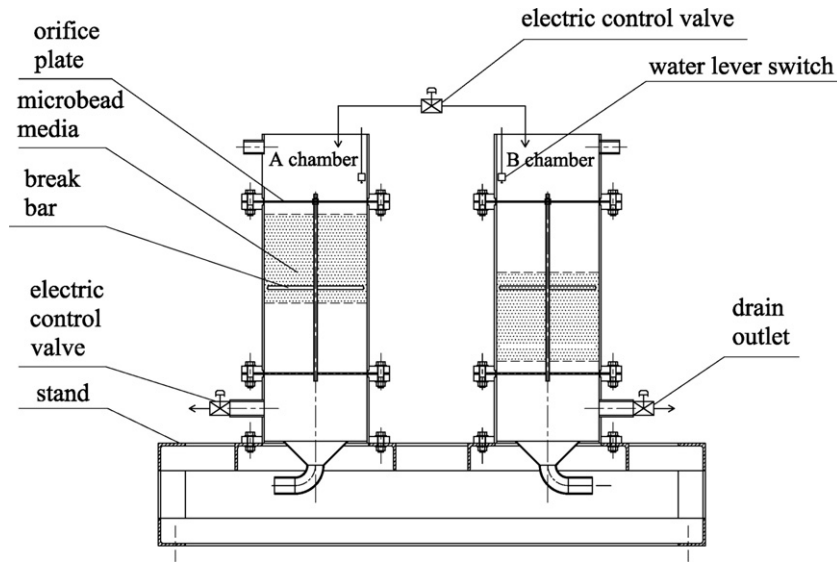 electric control valve
orifice
plate
water lever switch
microbead
media
A chamber
B chamber
break
bar
electric
control
valve
drain
outlet
stand